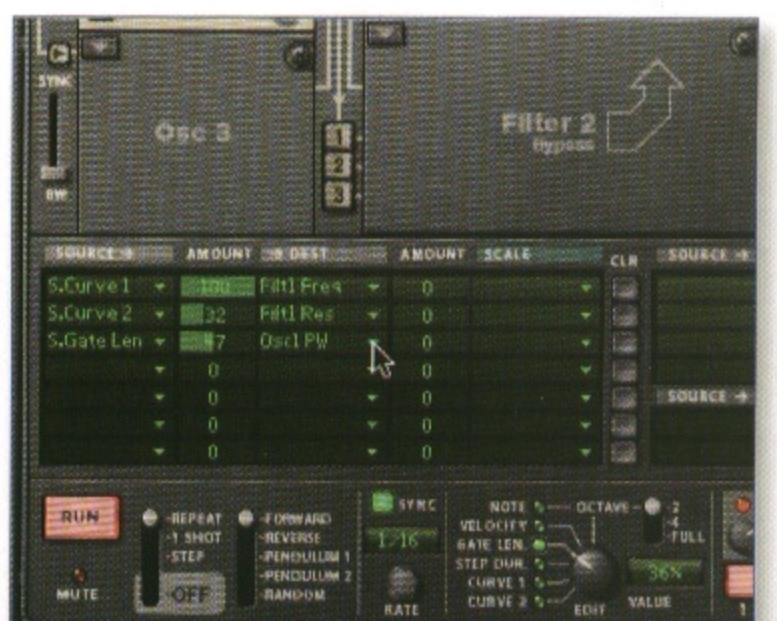 SYNC
BW
Osc 3
1
2
3
Filter 2
Bypass
SOURCE → AMOUNT → DEST AMOUNT SCALE CLR SOURCE →
S.Curve 1 100 Filt1 Freq 0
S.Curve 2 32 Filt1 Res 0
S.Gate Len 47 Osc1 PW 0
0 0
0 0 SOURCE →
0 0
0 0
RUN
MUTE
REPEAT
1 SHOT
STEP
OFF
FORWARD
REVERSE
PENDULUM 1
PENDULUM 2
RANDOM
SYNC
1/16
RATE
NOTE
VELOCITY
GATE LEN.
STEP DUR.
CURVE 1
CURVE 2
EDIT
OCTAVE
2
4
FULL
36%
VALUE
1